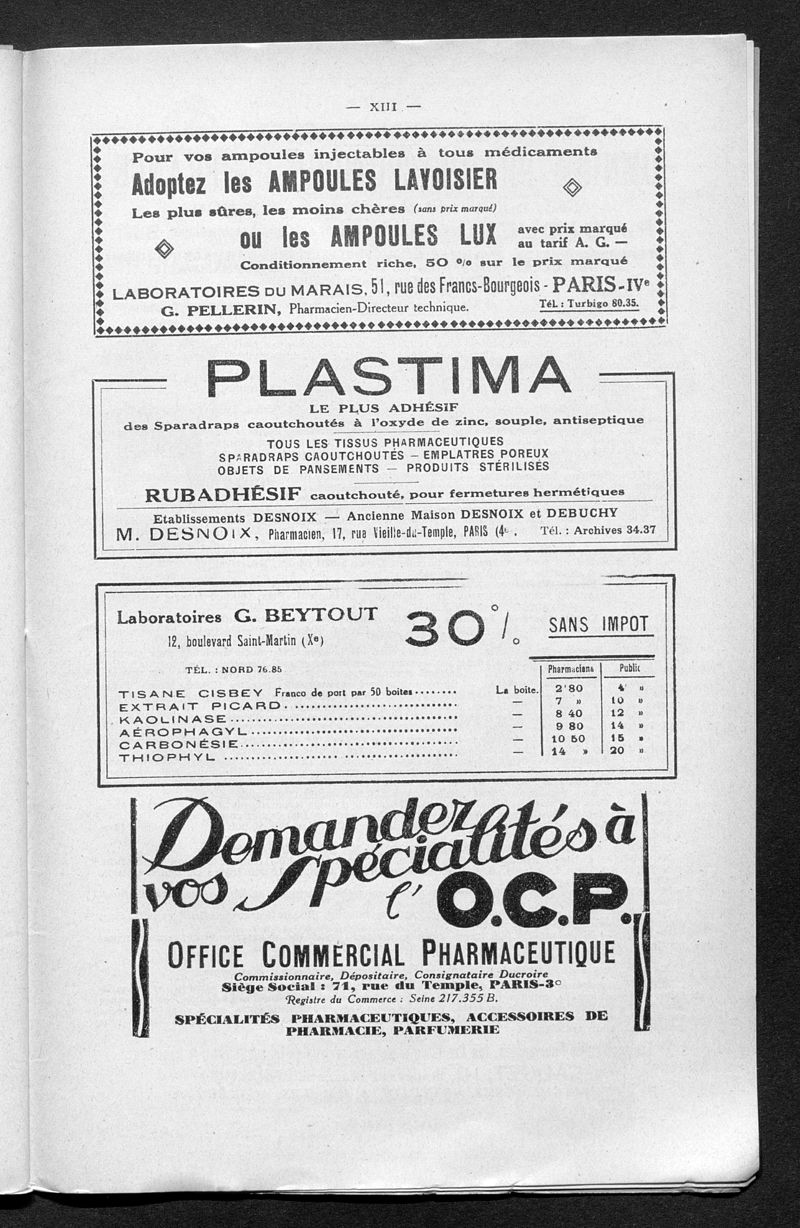 — XIII —
Pour vos ampoules injectables à tous médicaments
Adoptez les AMPOULES LAVOISIER
Les plus sûres, les moins chères (sans prix marqué)
ou les AMPOULES LUX avec prix marqué au tarif A. G. —
Conditionnement riche, 50 % sur le prix marqué
LABORATOIRES DU MARAIS, 51, rue des Francs-Bourgeois - PARIS-IVe
G. PELLERIN, Pharmacien-Directeur technique. Tél. : Turbigo 80.35.
PLASTIMA
LE PLUS ADHÉSIF
des Sparadraps caoutchoutés à l'oxyde de zinc, souple, antiseptique
TOUS LES TISSUS PHARMACEUTIQUES
SPARADRAPS CAOUTCHOUTÉS — EMPLATRES POREUX
OBJETS DE PANSEMENTS — PRODUITS STÉRILISÉS
RUBADHÉSIF caoutchouté, pour fermetures hermétiques
Etablissements DESNOIX — Ancienne Maison DESNOIX et DEBUCHY
M. DESNOIX, Pharmacien, 17, rue Vieille-du-Temple, PARIS (4e . Tél. : Archives 34.37
Laboratoires G. BEYTOUT 30 % SANS IMPOT
12, boulevard Saint-Martin (Xe)
TÉL. : NORD 76.85
Pharmaciens Public
TISANE CISBEY Franco de port par 50 boites ........ La boite. 2'80 4' »
EXTRAIT PICARD ........ — 7 » 10 »
KAOLINASE ........ — 8 40 12 »
AÉROPHAGYL ........ — 9 80 14 »
CARBONÉSIE ........ — 10 50 15 »
THIOPHYL ........ — 14 » 20 »
Demandez à
vos Spécialités
l'O.C.P.
OFFICE COMMERCIAL PHARMACEUTIQUE
Commissionnaire, Dépositaire, Consignataire Ducroire
Siège Social : 71, rue du Temple, PARIS-3e
Registre du Commerce : Seine 217.355 B.
SPÉCIALITÉS PHARMACEUTIQUES, ACCESSOIRES DE
PHARMACIE, PARFUMERIE